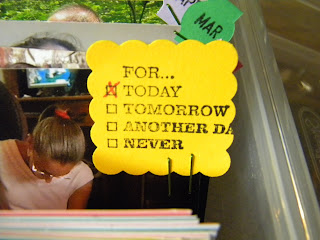 MAR
FOR...
TODAY
TOMORROW
ANOTHER DA
NEVER